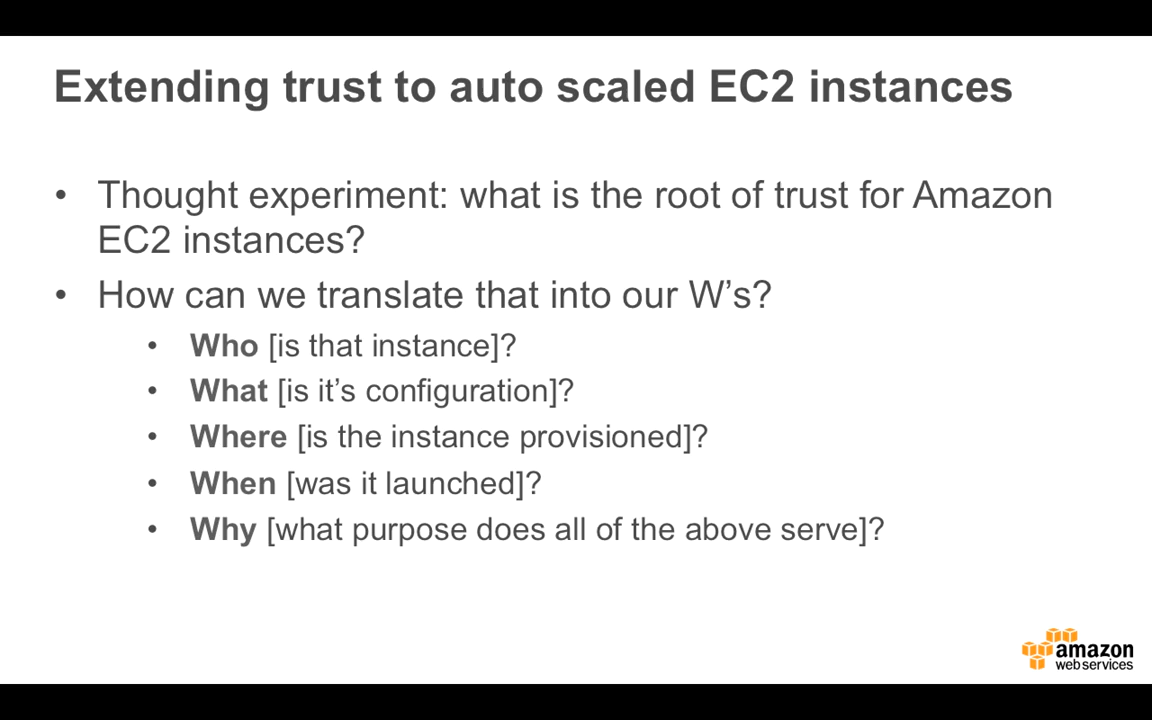 Extending trust to auto scaled EC2 instances
• Thought experiment: what is the root of trust for Amazon
EC2 instances?
• How can we translate that into our W’s?
• Who [is that instance]?
• What [is it’s configuration]?
• Where [is the instance provisioned]?
• When [was it launched]?
• Why [what purpose does all of the above serve]?
amazon
webservices